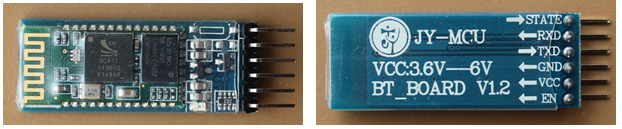 STATE
RXD
JY-MCU
TXD
VCC:3.6V—6V
GND
VCC
BT_BOARD V1.2
EN